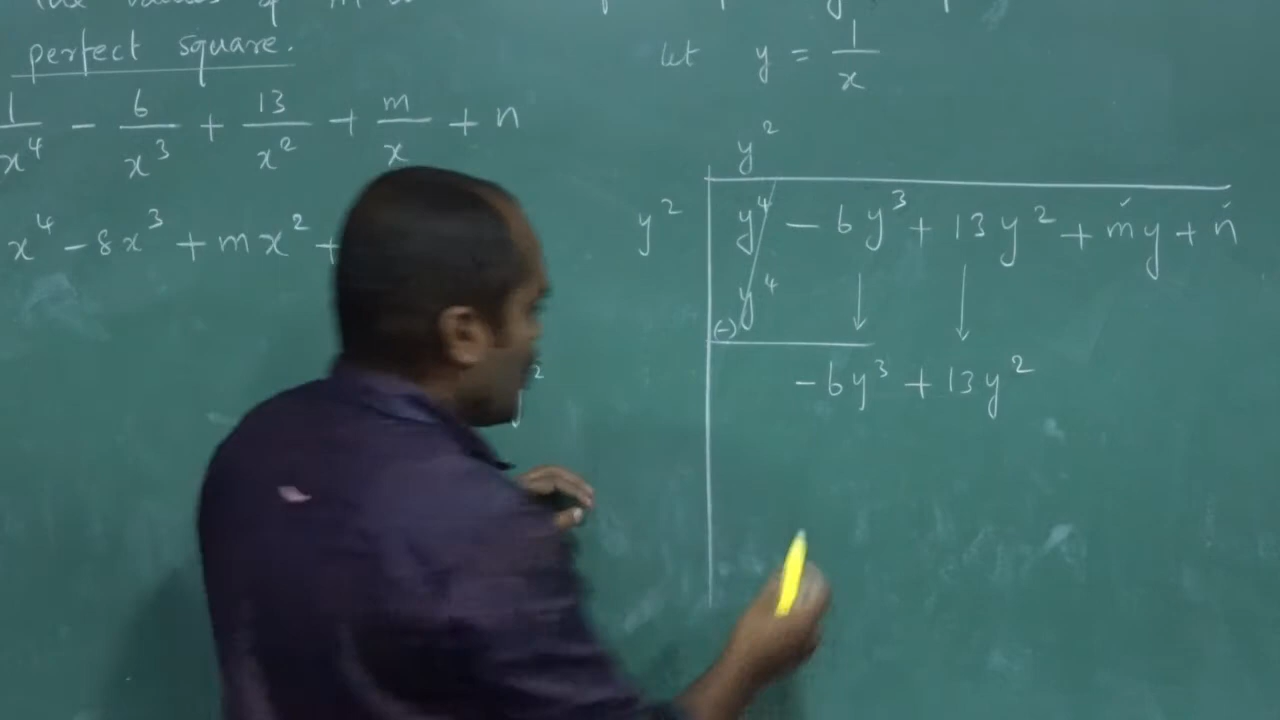 perfect square.
1/x⁴ - 6/x³ + 13/x² + m/x + n
x⁴ - 8x³ + mx² +
let y = 1/x
y²
y² y⁴ - 6y³ + 13y² + my + n
y⁴
(-)
-6y³ + 13y²